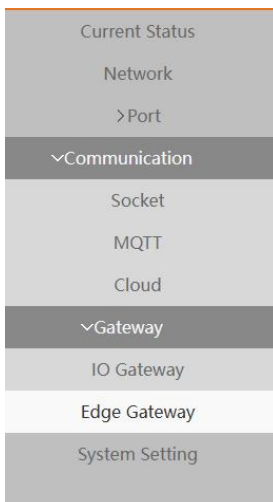 Current Status
Network
>Port
﹀Communication
Socket
MQTT
Cloud
﹀Gateway
IO Gateway
Edge Gateway
System Setting